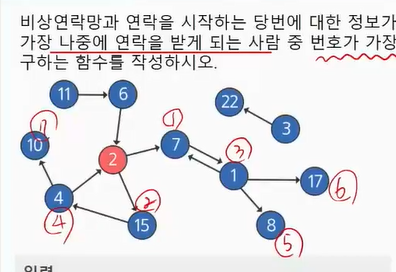 비상연락망과 연락을 시작하는 당번에 대한 정보가
가장 나중에 연락을 받게 되는 사람 중 번호가 가장
구하는 함수를 작성하시오.
11 6 22
① 3
10 ⑪ 2 7
③ 1 17 ⑥
4 ② 15
④ 8 ⑤
입력